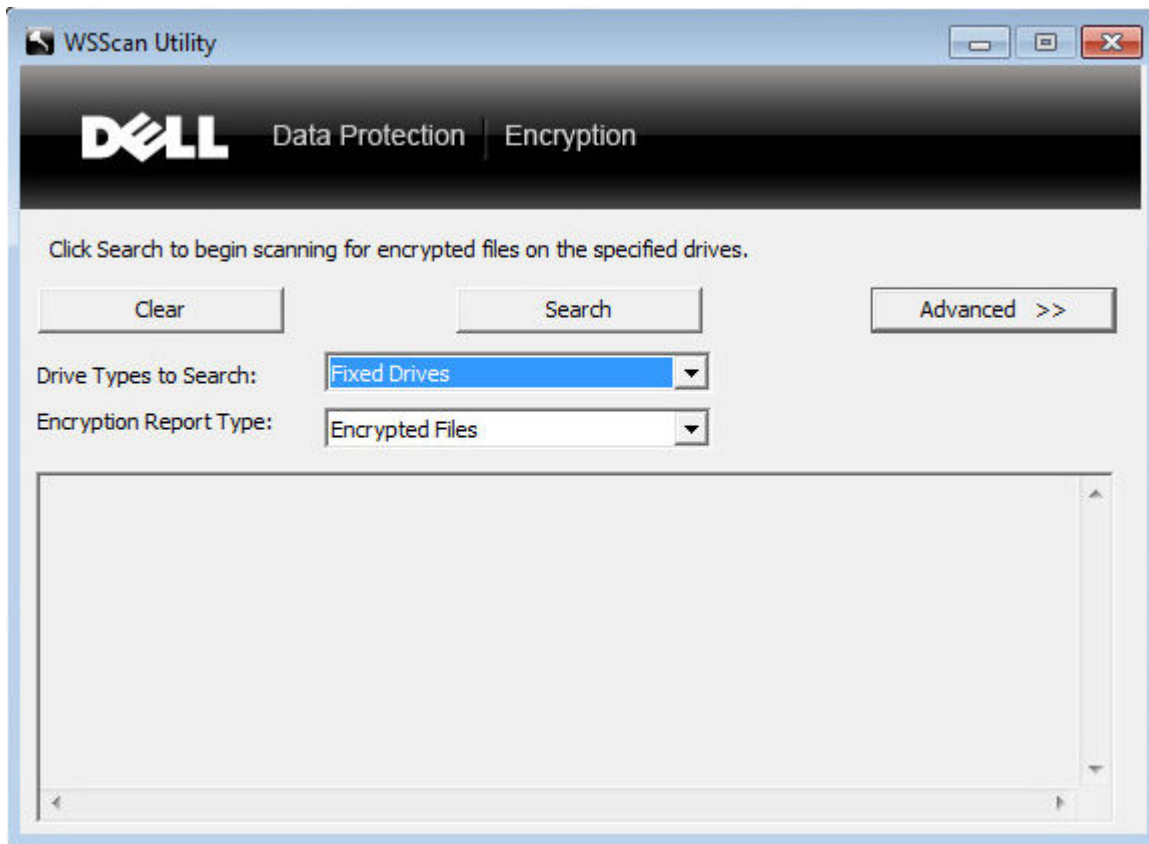 WSScan Utility
DELL Data Protection Encryption
Click Search to begin scanning for encrypted files on the specified drives.
Clear Search Advanced >>
Drive Types to Search: Fixed Drives
Encryption Report Type: Encrypted Files